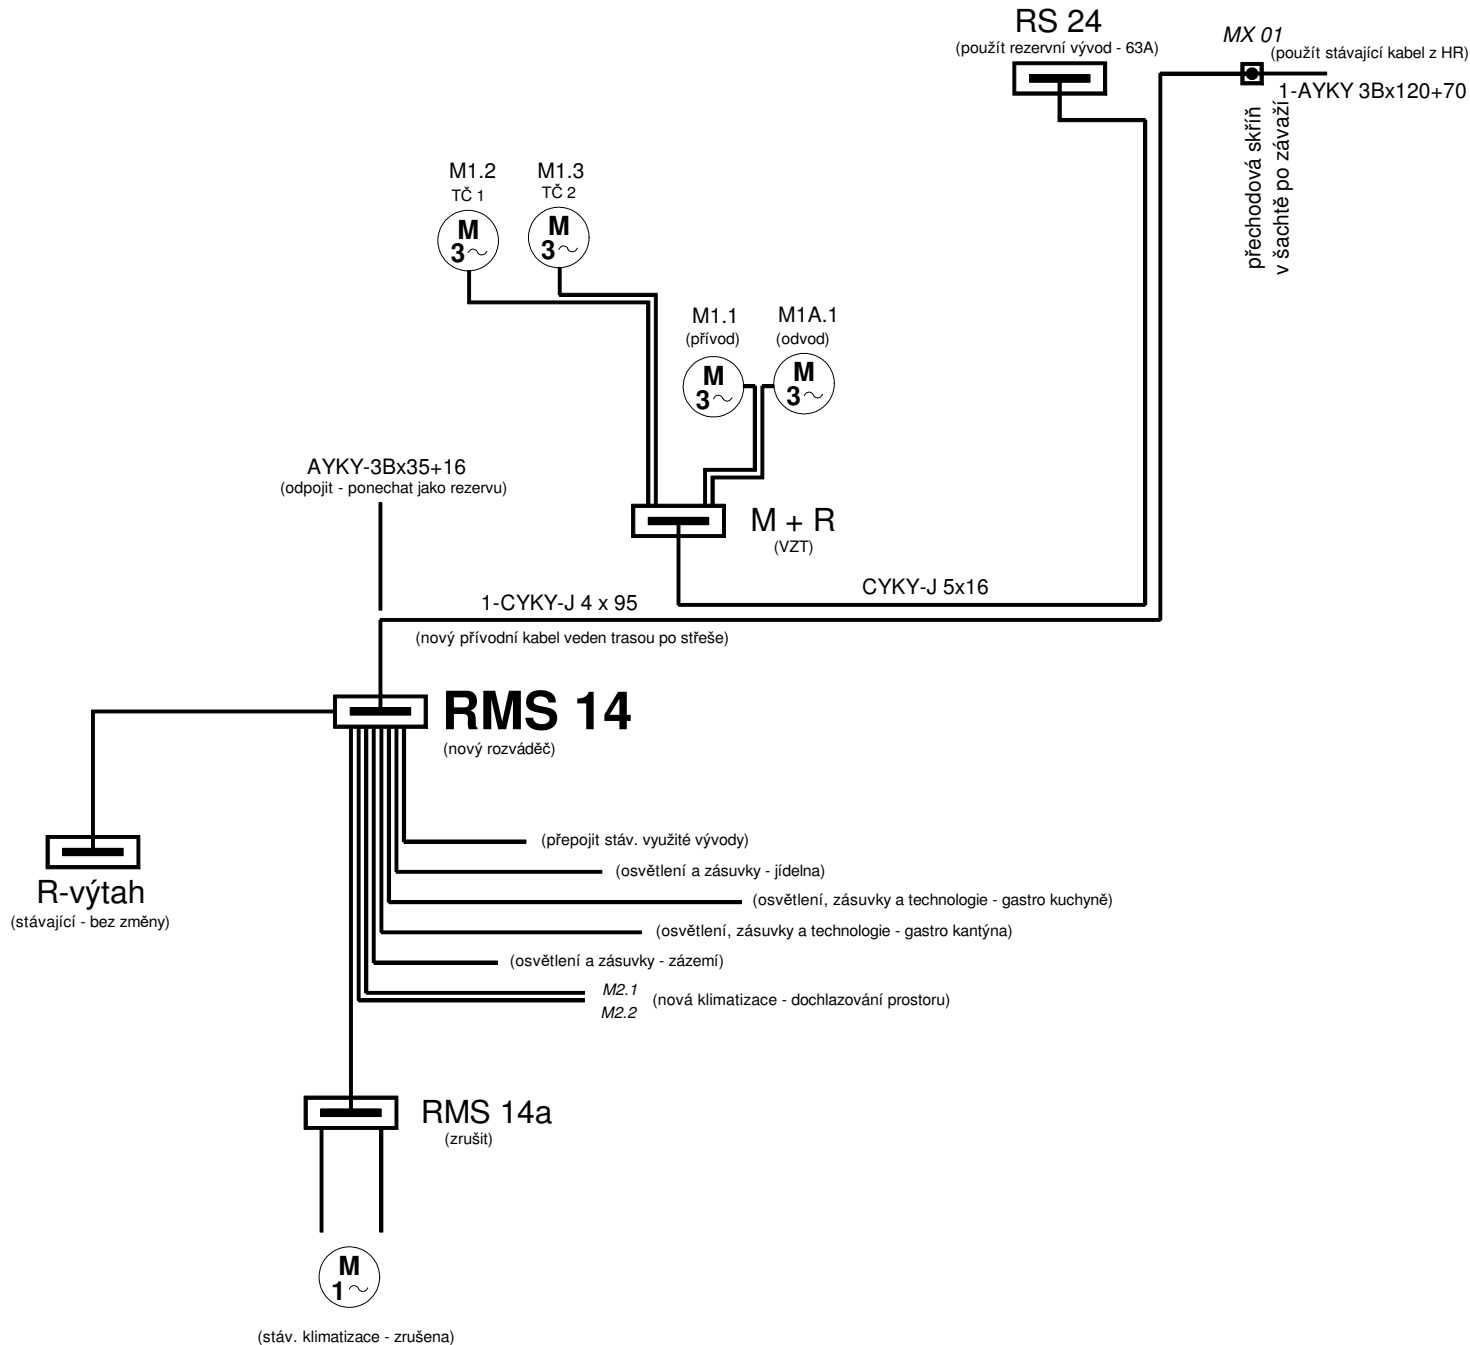 RS 24
(použít rezervní vývod - 63A)
MX 01
(použít stávající kabel z HR)
1-AYKY 3Bx120+70
přechodová skříň
v šachtě po závaží
M1.2
TČ 1
M
3~
M1.3
TČ 2
M
3~
M1.1
(přívod)
M
3~
M1A.1
(odvod)
M
3~
AYKY-3Bx35+16
(odpojit - ponechat jako rezervu)
M + R
(VZT)
CYKY-J 5x16
1-CYKY-J 4 x 95
(nový přívodní kabel veden trasou po střeše)
RMS 14
(nový rozváděč)
R-výtah
(stávající - bez změny)
(přepojit stáv. využité vývody)
(osvětlení a zásuvky - jídelna)
(osvětlení, zásuvky a technologie - gastro kuchyně)
(osvětlení, zásuvky a technologie - gastro kantýna)
(osvětlení a zásuvky - zázemí)
M2.1
M2.2
(nová klimatizace - dochlazování prostoru)
RMS 14a
(zrušit)
M
1~
(stáv. klimatizace - zrušena)